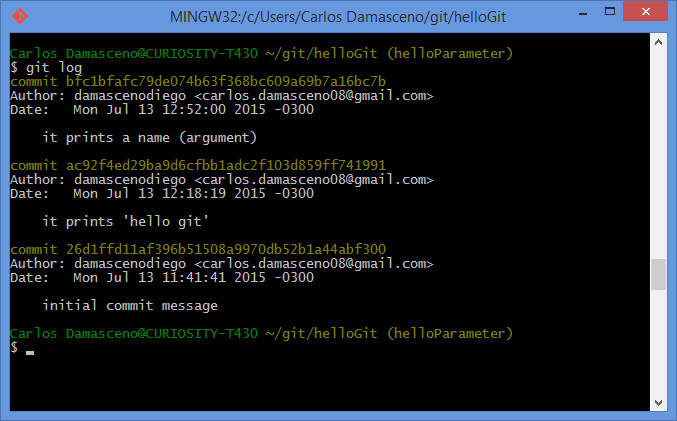 MINGW32:/c/Users/Carlos Damasceno/git/helloGit
Carlos Damasceno@CURIOSITY-T430 ~/git/helloGit (helloParameter)
$ git log
commit bfc1bfafc79de074b63f368bc609a69b7a16bc7b
Author: damascenodiego <carlos.damasceno08@gmail.com>
Date:   Mon Jul 13 12:52:00 2015 -0300
    it prints a name (argument)
commit ac92f4ed29ba9d6cfbb1adc2f103d859ff741991
Author: damascenodiego <carlos.damasceno08@gmail.com>
Date:   Mon Jul 13 12:18:19 2015 -0300
    it prints 'hello git'
commit 26d1ffd11af396b51508a9970db52b1a44abf300
Author: damascenodiego <carlos.damasceno08@gmail.com>
Date:   Mon Jul 13 11:41:41 2015 -0300
    initial commit message
Carlos Damasceno@CURIOSITY-T430 ~/git/helloGit (helloParameter)
$